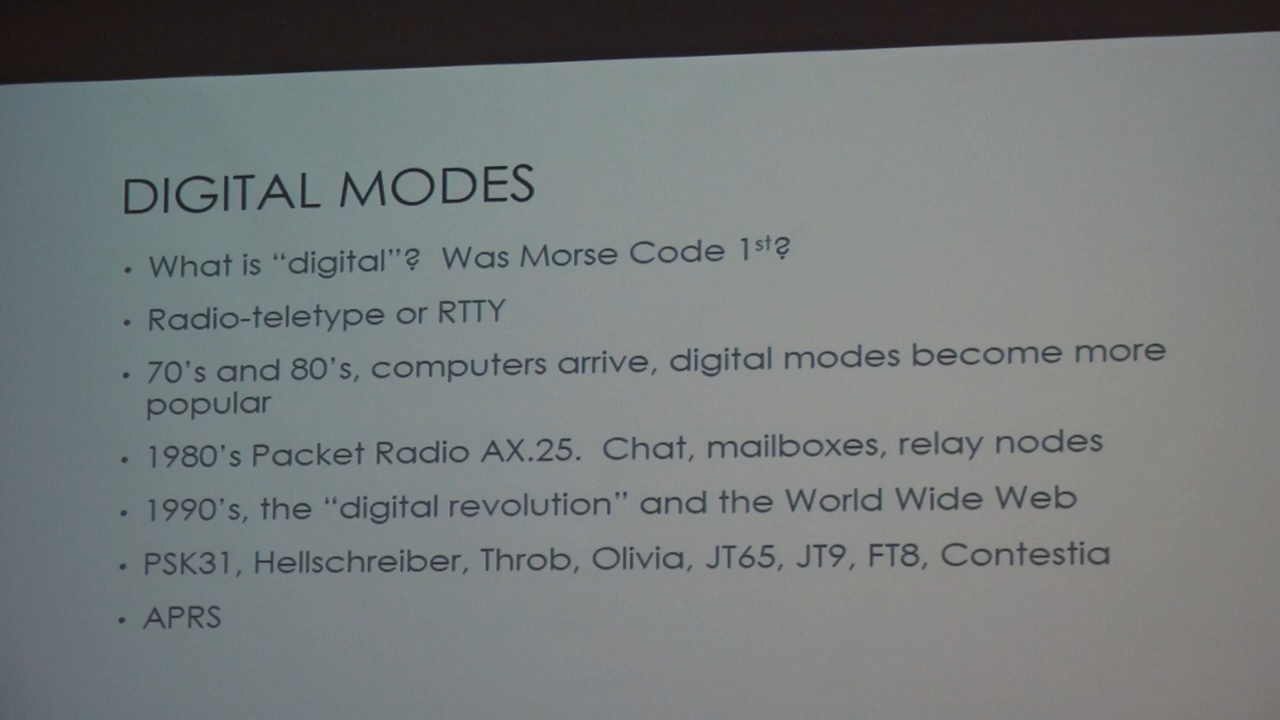 DIGITAL MODES
• What is “digital”?  Was Morse Code 1st?
• Radio-teletype or RTTY
• 70’s and 80’s, computers arrive, digital modes become more
popular
• 1980’s Packet Radio AX.25.  Chat, mailboxes, relay nodes
• 1990’s, the “digital revolution” and the World Wide Web
• PSK31, Hellschreiber, Throb, Olivia, JT65, JT9, FT8, Contestia
• APRS